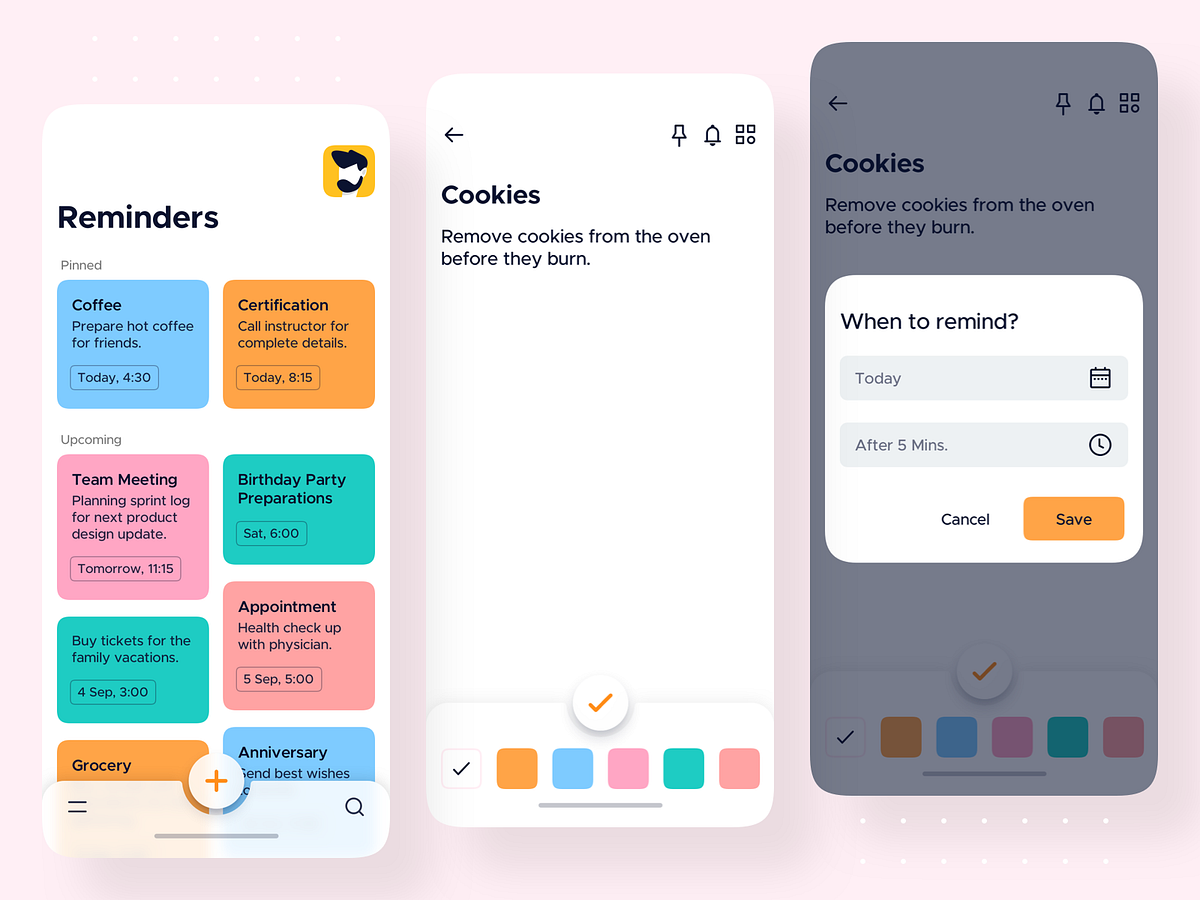 Reminders
Pinned
Coffee
Prepare hot coffee
for friends.
Today, 4:30
Certification
Call instructor for
complete details.
Today, 8:15
Upcoming
Team Meeting
Planning sprint log
for next product
design update.
Tomorrow, 11:15
Birthday Party
Preparations
Sat, 6:00
Buy tickets for the
family vacations.
4 Sep, 3:00
Appointment
Health check up
with physician.
5 Sep, 5:00
Grocery
Anniversary
Send best wishes
Cookies
Remove cookies from the oven
before they burn.
Cookies
Remove cookies from the oven
before they burn.
When to remind?
Today
After 5 Mins.
Cancel
Save